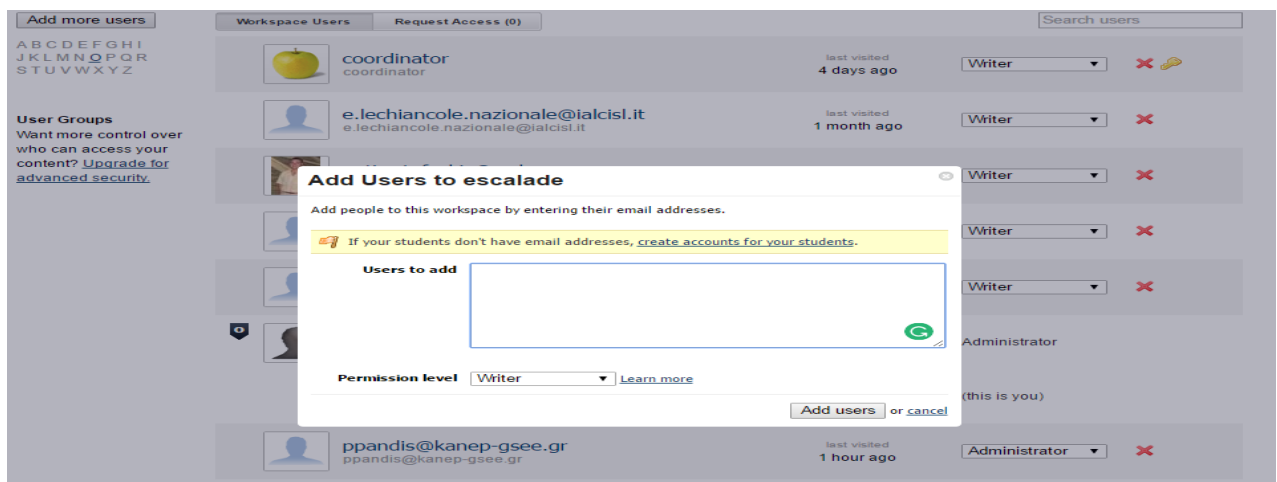 Add more users
Workspace Users
Request Access (0)
Search users
A B C D E F G H I
J K L M N O P Q R
S T U V W X Y Z
User Groups
Want more control over
who can access your
content? Upgrade for
advanced security.
coordinator
coordinator
last visited
4 days ago
Writer
e.lechiancole.nazionale@ialcisl.it
e.lechiancole.nazionale@ialcisl.it
last visited
1 month ago
Writer
Writer
Writer
Writer
Administrator
(this is you)
Add Users to escalade
Add people to this workspace by entering their email addresses.
If your students don't have email addresses, create accounts for your students.
Users to add
Permission level
Writer
Learn more
Add users or cancel
ppandis@kanep-gsee.gr
ppandis@kanep-gsee.gr
last visited
1 hour ago
Administrator